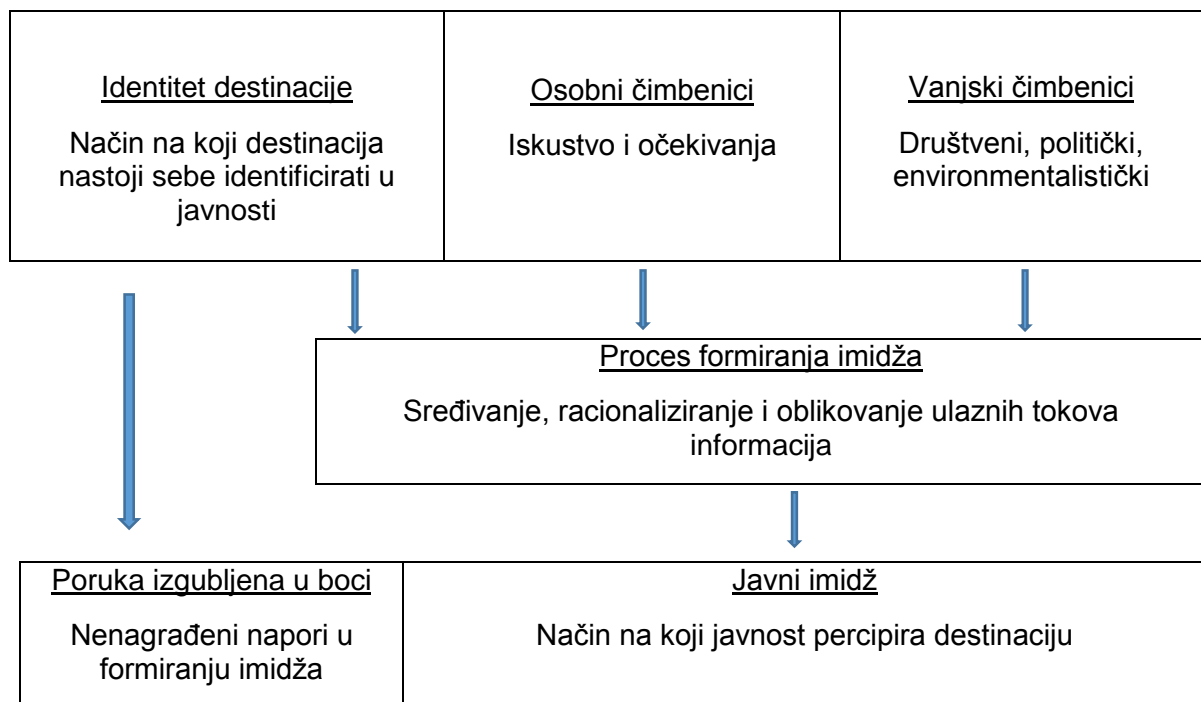 Identitet destinacije
Način na koji destinacija
nastoji sebe identificirati u
javnosti
Osobni čimbenici
Iskustvo i očekivanja
Vanjski čimbenici
Društveni, politički,
environmentalistički
Proces formiranja imidža
Sređivanje, racionaliziranje i oblikovanje ulaznih tokova
informacija
Poruka izgubljena u boci
Nenagrađeni napori u
formiranju imidža
Javni imidž
Način na koji javnost percipira destinaciju